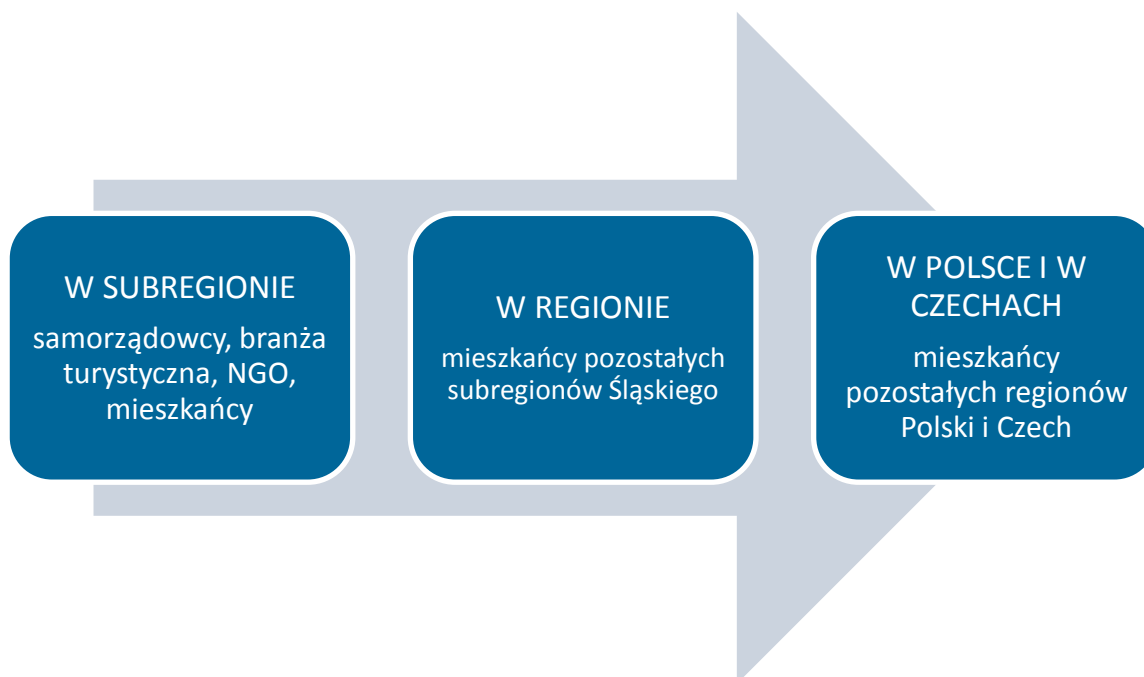 W SUBREGIONIE
samorządowcy, branża
turystyczna, NGO,
mieszkańcy
W REGIONIE
mieszkańcy pozostałych
subregionów Śląskiego
W POLSCE I W
CZECHACH
mieszkańcy
pozostałych regionów
Polski i Czech